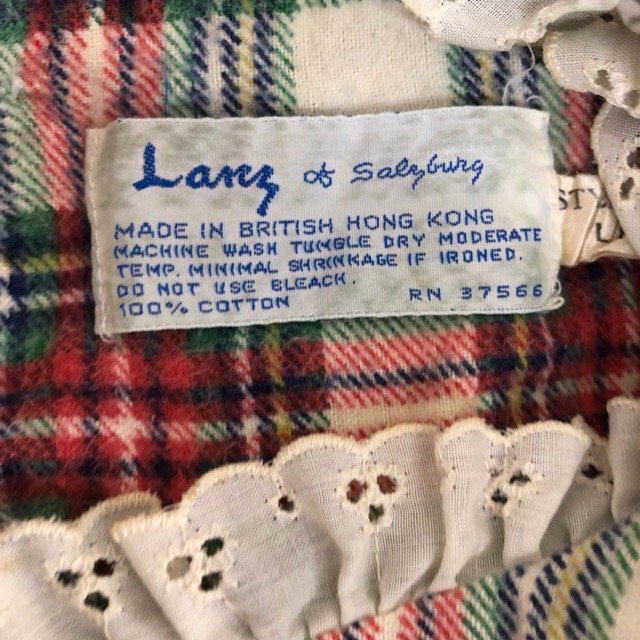 Lanz of Salzburg
MADE IN BRITISH HONG KONG
MACHINE WASH TUMBLE DRY MODERATE
TEMP. MINIMAL SHRINKAGE IF IRONED.
DO NOT USE BLEACH.
100% COTTON RN 37566